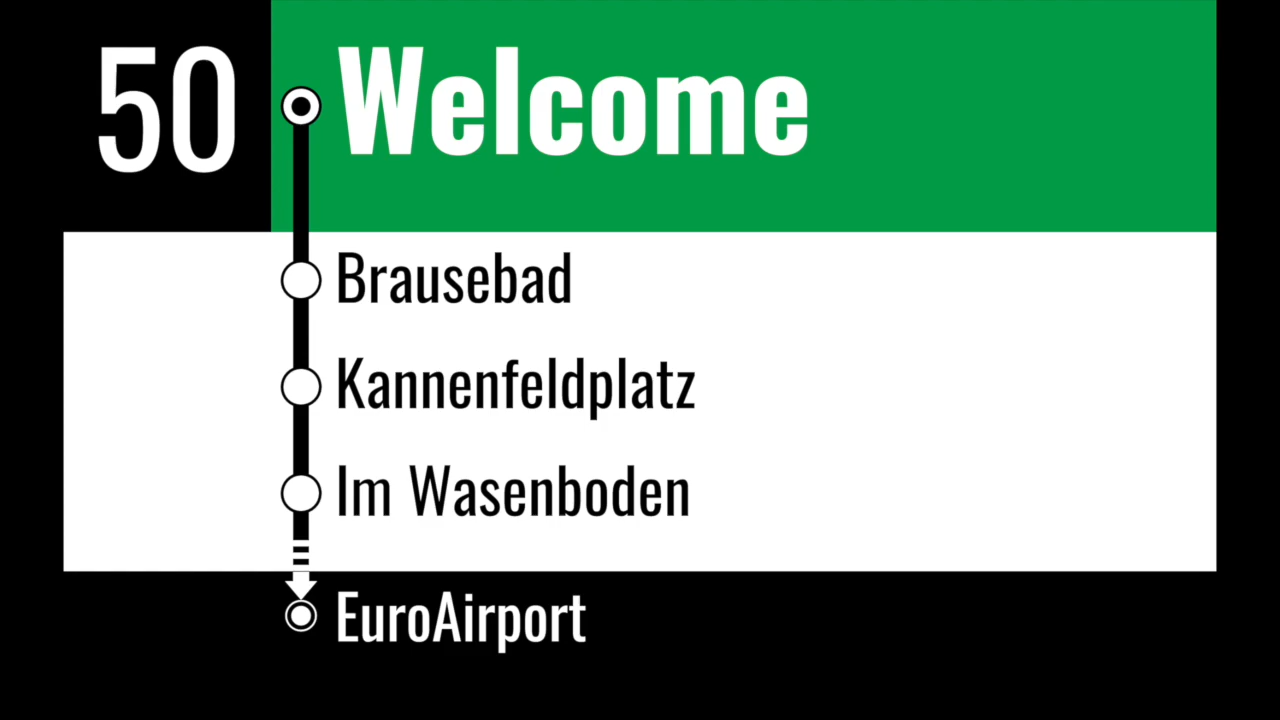 50 Welcome
Brausebad
Kannenfeldplatz
Im Wasenboden
EuroAirport